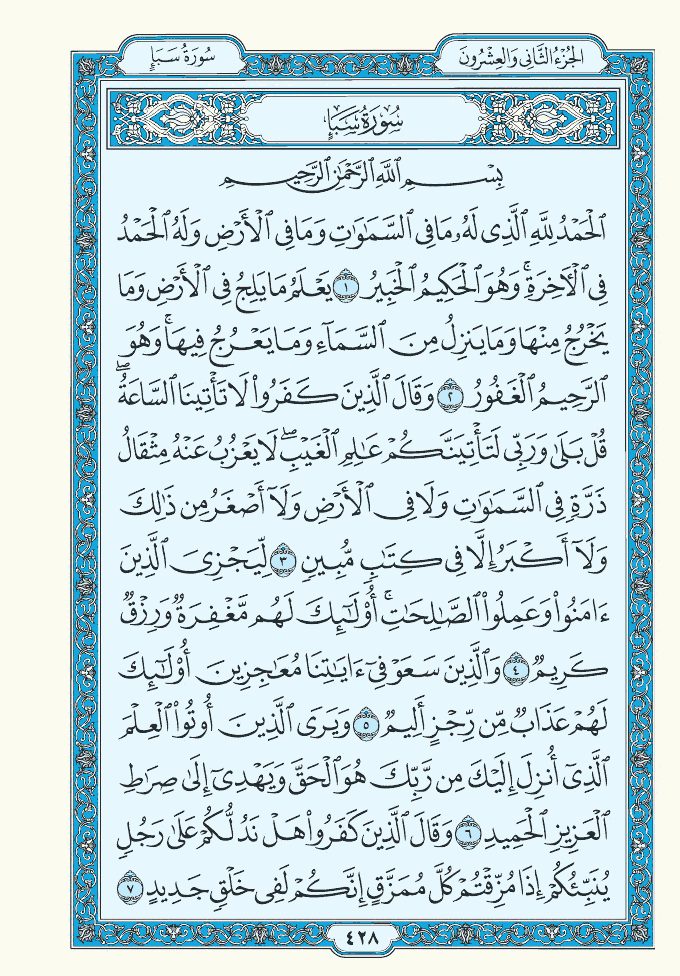 الجُزْءُ الثَّانِي وَالعِشْرُونَ
سُورَةُ سَبَإٍ
سُورَةُ سَبَإٍ
بِسْمِ ٱللَّهِ ٱلرَّحْمَٰنِ ٱلرَّحِيمِ
ٱلْحَمْدُ لِلَّهِ ٱلَّذِى لَهُۥ مَا فِى ٱلسَّمَٰوَٰتِ وَمَا فِى ٱلْأَرْضِ وَلَهُ ٱلْحَمْدُ
فِى ٱلْءَاخِرَةِ ۚ وَهُوَ ٱلْحَكِيمُ ٱلْخَبِيرُ ١ يَعْلَمُ مَا يَلِجُ فِى ٱلْأَرْضِ وَمَا
يَخْرُجُ مِنْهَا وَمَا يَنزِلُ مِنَ ٱلسَّمَآءِ وَمَا يَعْرُجُ فِيهَا ۚ وَهُوَ
ٱلرَّحِيمُ ٱلْغَفُورُ ٢ وَقَالَ ٱلَّذِينَ كَفَرُوا۟ لَا تَأْتِينَا ٱلسَّاعَةُ ۖ
قُلْ بَلَىٰ وَرَبِّى لَتَأْتِيَنَّكُمْ عَٰلِمِ ٱلْغَيْبِ ۖ لَا يَعْزُبُ عَنْهُ مِثْقَالُ
ذَرَّةٍ فِى ٱلسَّمَٰوَٰتِ وَلَا فِى ٱلْأَرْضِ وَلَآ أَصْغَرُ مِن ذَٰلِكَ
وَلَآ أَكْبَرُ إِلَّا فِى كِتَٰبٍ مُّبِينٍ ٣ لِّيَجْزِىَ ٱلَّذِينَ
ءَامَنُوا۟ وَعَمِلُوا۟ ٱلصَّٰلِحَٰتِ ۚ أُو۟لَٰٓئِكَ لَهُم مَّغْفِرَةٌ وَرِزْقٌ
كَرِيمٌ ٤ وَٱلَّذِينَ سَعَوْ فِىٓ ءَايَٰتِنَا مُعَٰجِزِينَ أُو۟لَٰٓئِكَ
لَهُمْ عَذَابٌ مِّن رِّجْزٍ أَلِيمٌ ٥ وَيَرَى ٱلَّذِينَ أُوتُوا۟ ٱلْعِلْمَ
ٱلَّذِىٓ أُنزِلَ إِلَيْكَ مِن رَّبِّكَ هُوَ ٱلْحَقَّ وَيَهْدِىٓ إِلَىٰ صِرَٰطِ
ٱلْعَزِيزِ ٱلْحَمِيدِ ٦ وَقَالَ ٱلَّذِينَ كَفَرُوا۟ هَلْ نَدُلُّكُمْ عَلَىٰ رَجُلٍ
يُنَبِّئُكُمْ إِذَا مُزِّقْتُمْ كُلَّ مُمَزَّقٍ إِنَّكُمْ لَفِى خَلْقٍ جَدِيدٍ ٧
٤٢٨